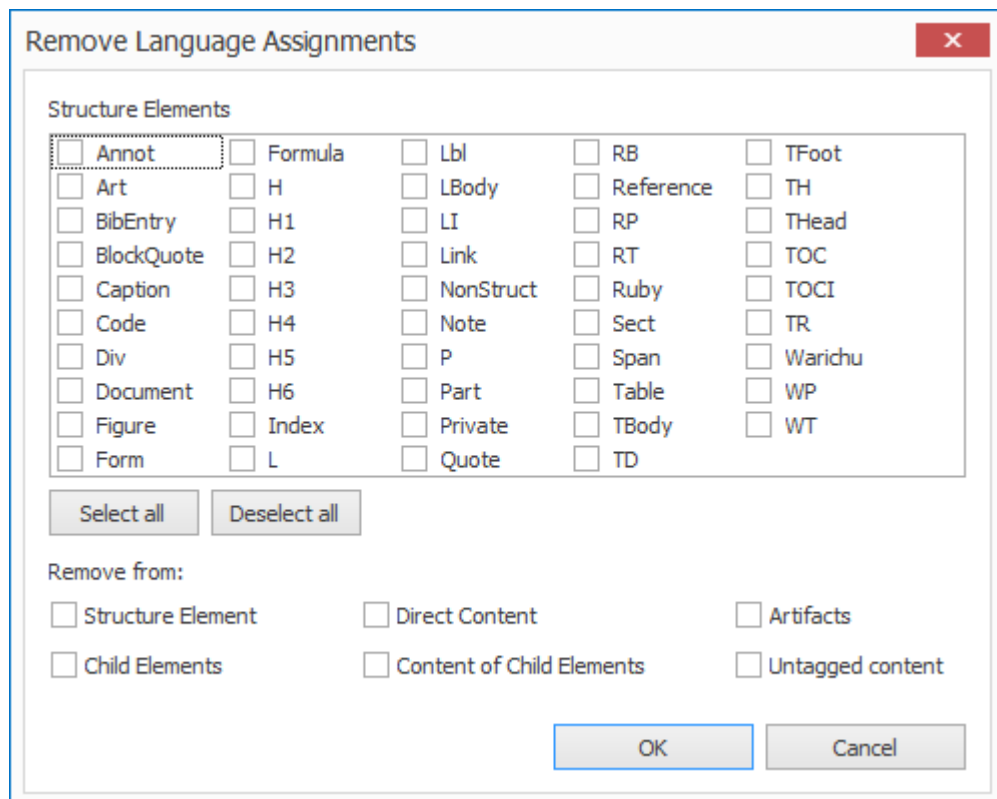 Remove Language Assignments
Structure Elements
Annot Formula Lbl RB TFoot
Art H LBody Reference TH
BibEntry H1 LI RP THead
BlockQuote H2 Link RT TOC
Caption H3 NonStruct Ruby TOCI
Code H4 Note Sect TR
Div H5 P Span Warichu
Document H6 Part Table WP
Figure Index Private TBody WT
Form L Quote TD
Select all Deselect all
Remove from:
Structure Element Direct Content Artifacts
Child Elements Content of Child Elements Untagged content
OK Cancel